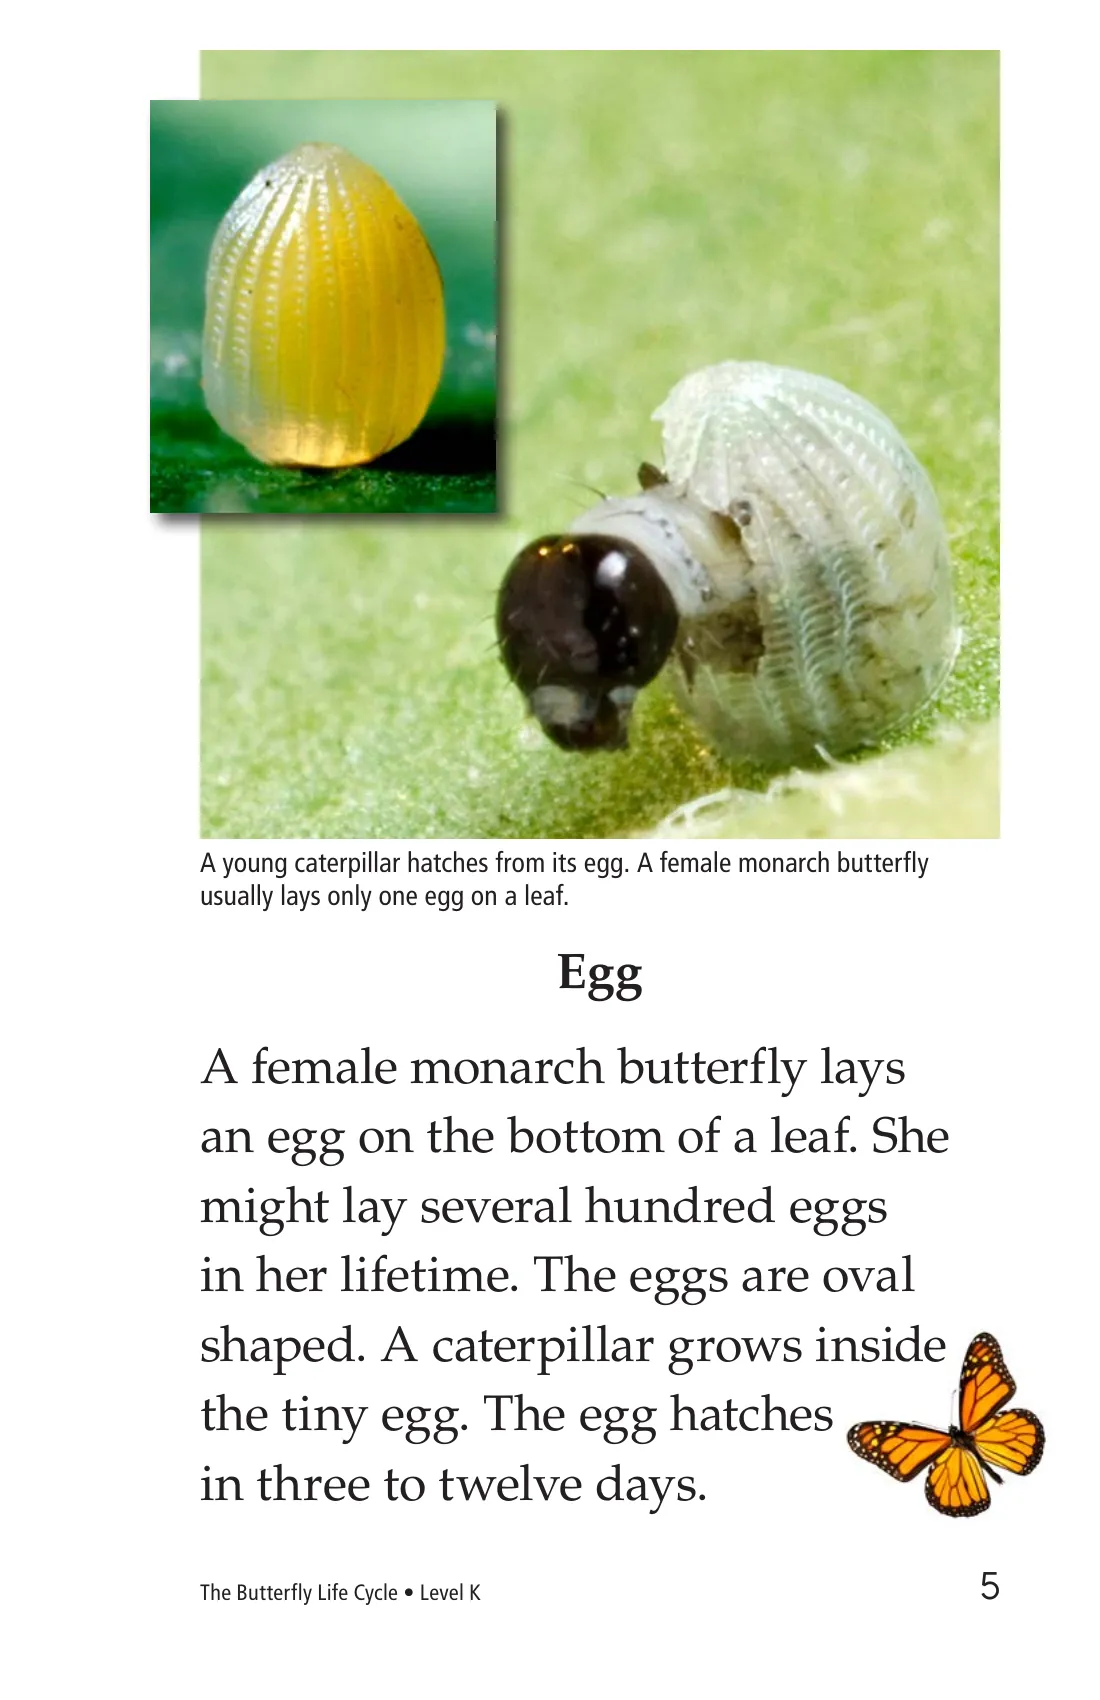 A young caterpillar hatches from its egg. A female monarch butterfly
usually lays only one egg on a leaf.
Egg
A female monarch butterfly lays
an egg on the bottom of a leaf. She
might lay several hundred eggs
in her lifetime. The eggs are oval
shaped. A caterpillar grows inside
the tiny egg. The egg hatches
in three to twelve days.
The Butterfly Life Cycle • Level K
5